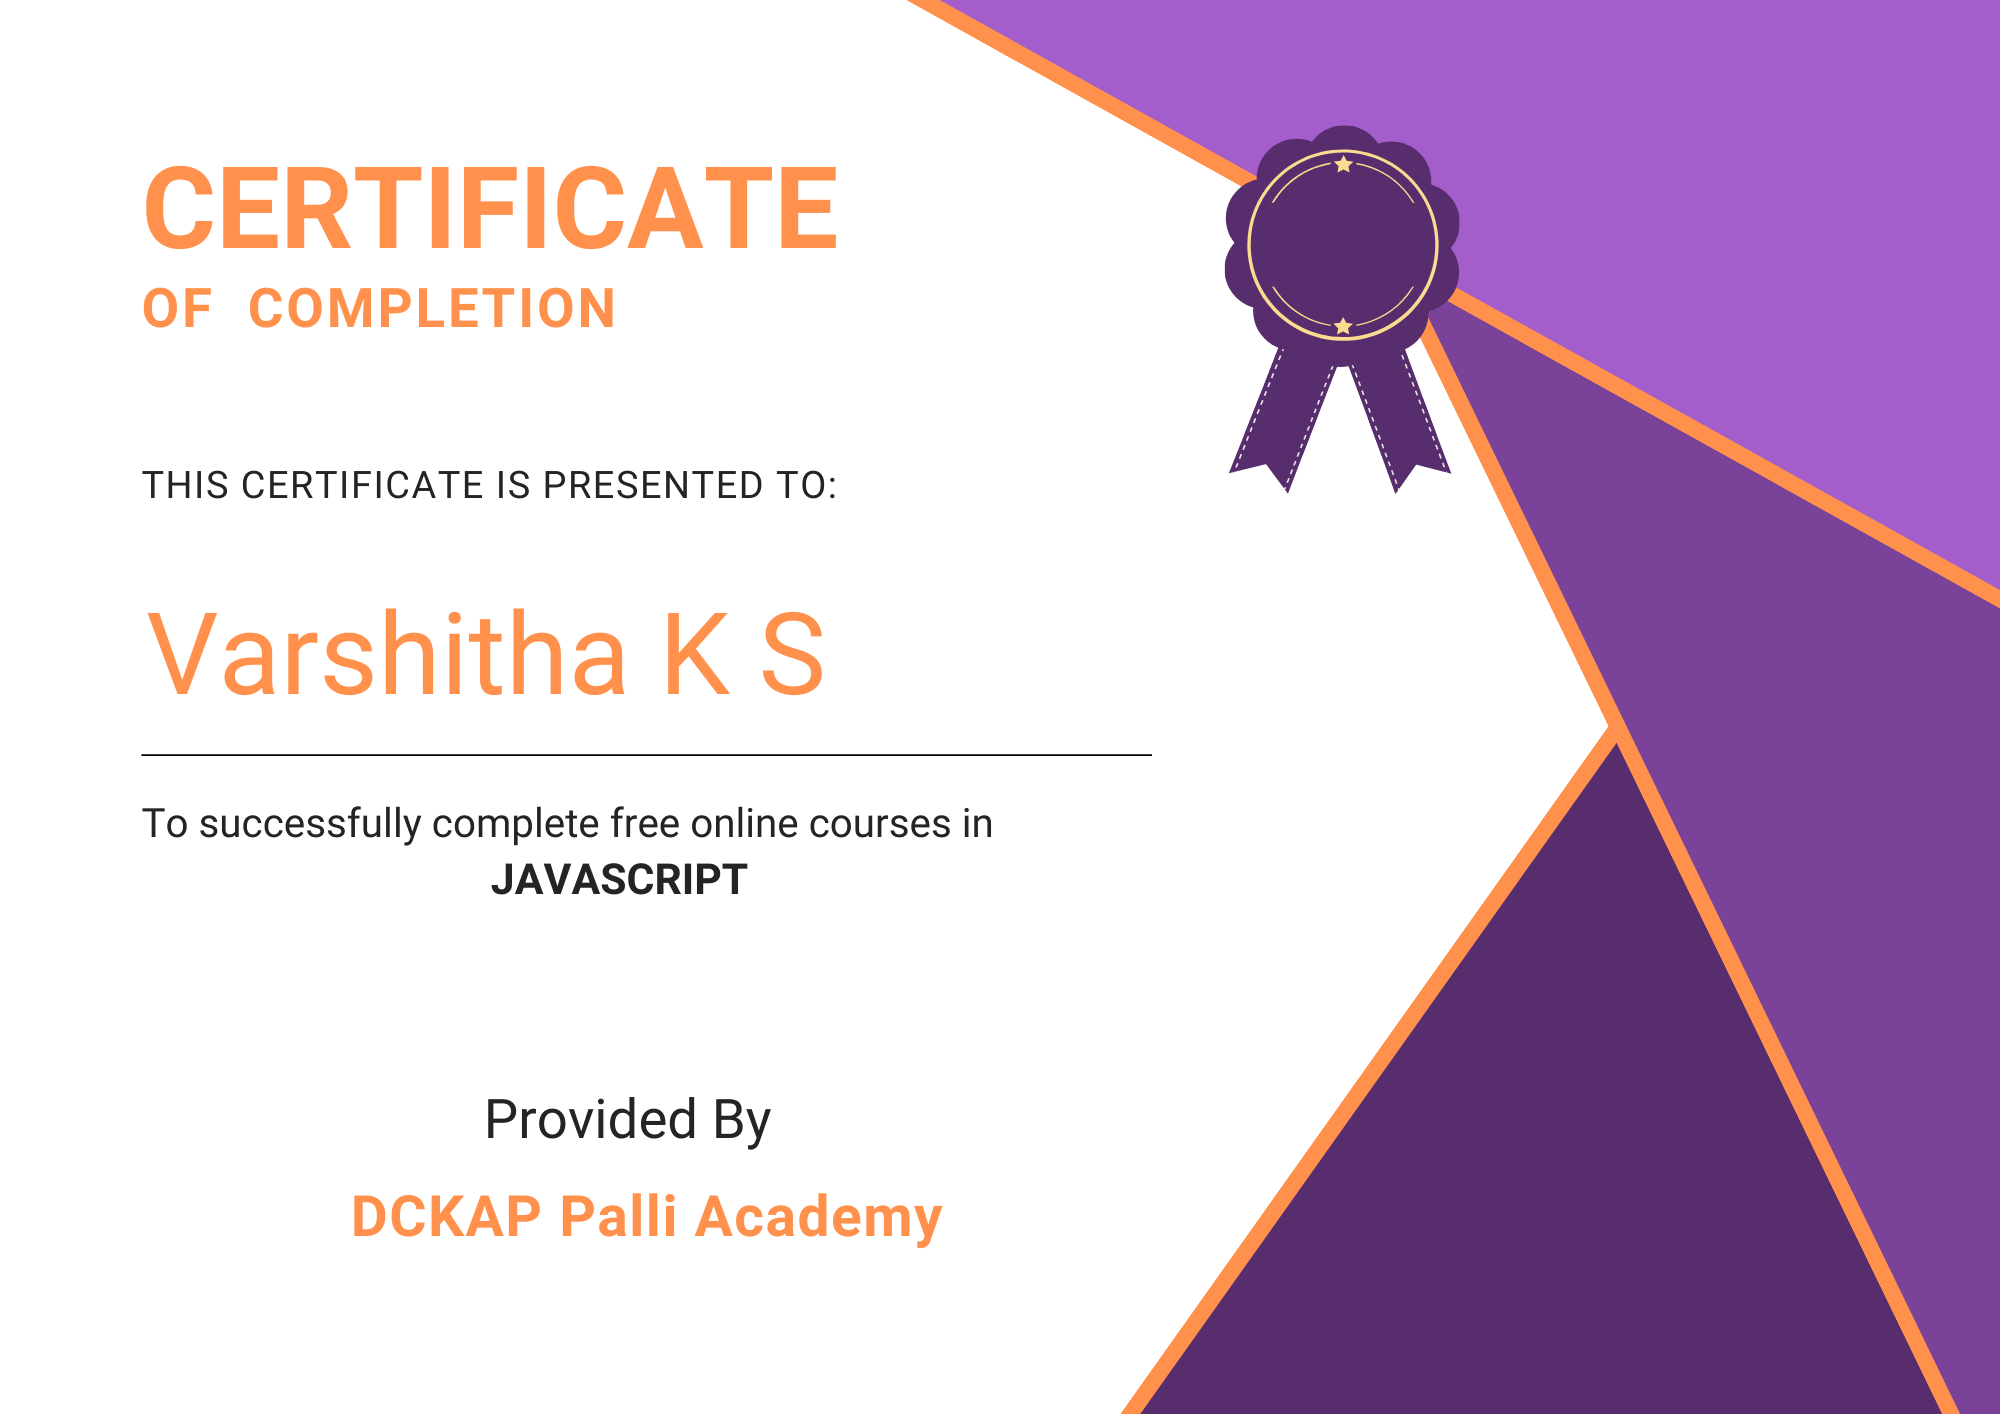 CERTIFICATE
OF COMPLETION
THIS CERTIFICATE IS PRESENTED TO:
Varshitha K S
To successfully complete free online courses in
JAVASCRIPT
Provided By
DCKAP Palli Academy